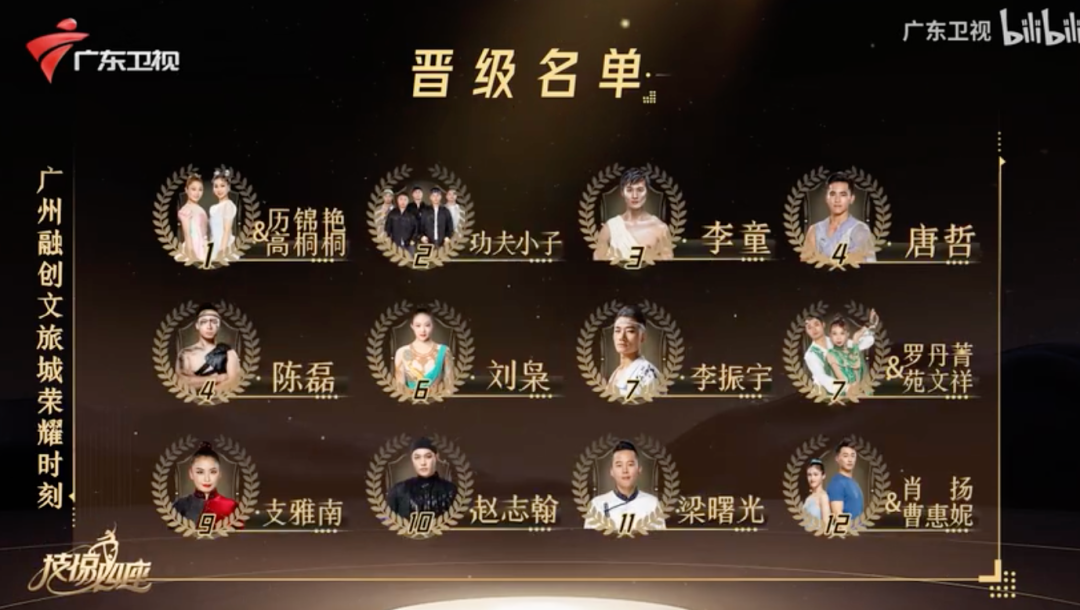 广东卫视
广东卫视 bilibili
晋级名单
广州融创文旅城荣耀时刻
1
&历锦艳
高桐桐
2
功夫小子
3
李童
4
唐哲
4
陈磊
6
刘枭
7
李振宇
7
&罗丹菁
苑文祥
9
支雅南
10
赵志翰
11
梁曙光
12
&肖扬
曹惠妮
技惊四座